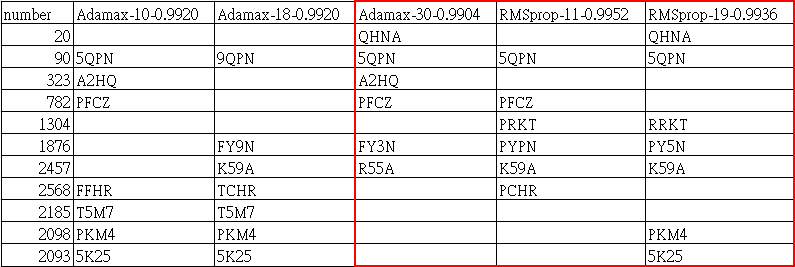 number Adamax-10-0.9920 Adamax-18-0.9920 Adamax-30-0.9904 RMSprop-11-0.9952 RMSprop-19-0.9936
20 QHNA QHNA
90 5QPN 9QPN 5QPN 5QPN 5QPN
323 A2HQ A2HQ
782 PFCZ PFCZ PFCZ
1304 PRKT RRKT
1876 FY9N FY3N PYPN PY5N
2457 K59A R55A K59A K59A
2568 FFHR TCHR PCHR
2185 T5M7 T5M7
2098 PKM4 PKM4 PKM4
2093 5K25 5K25 5K25